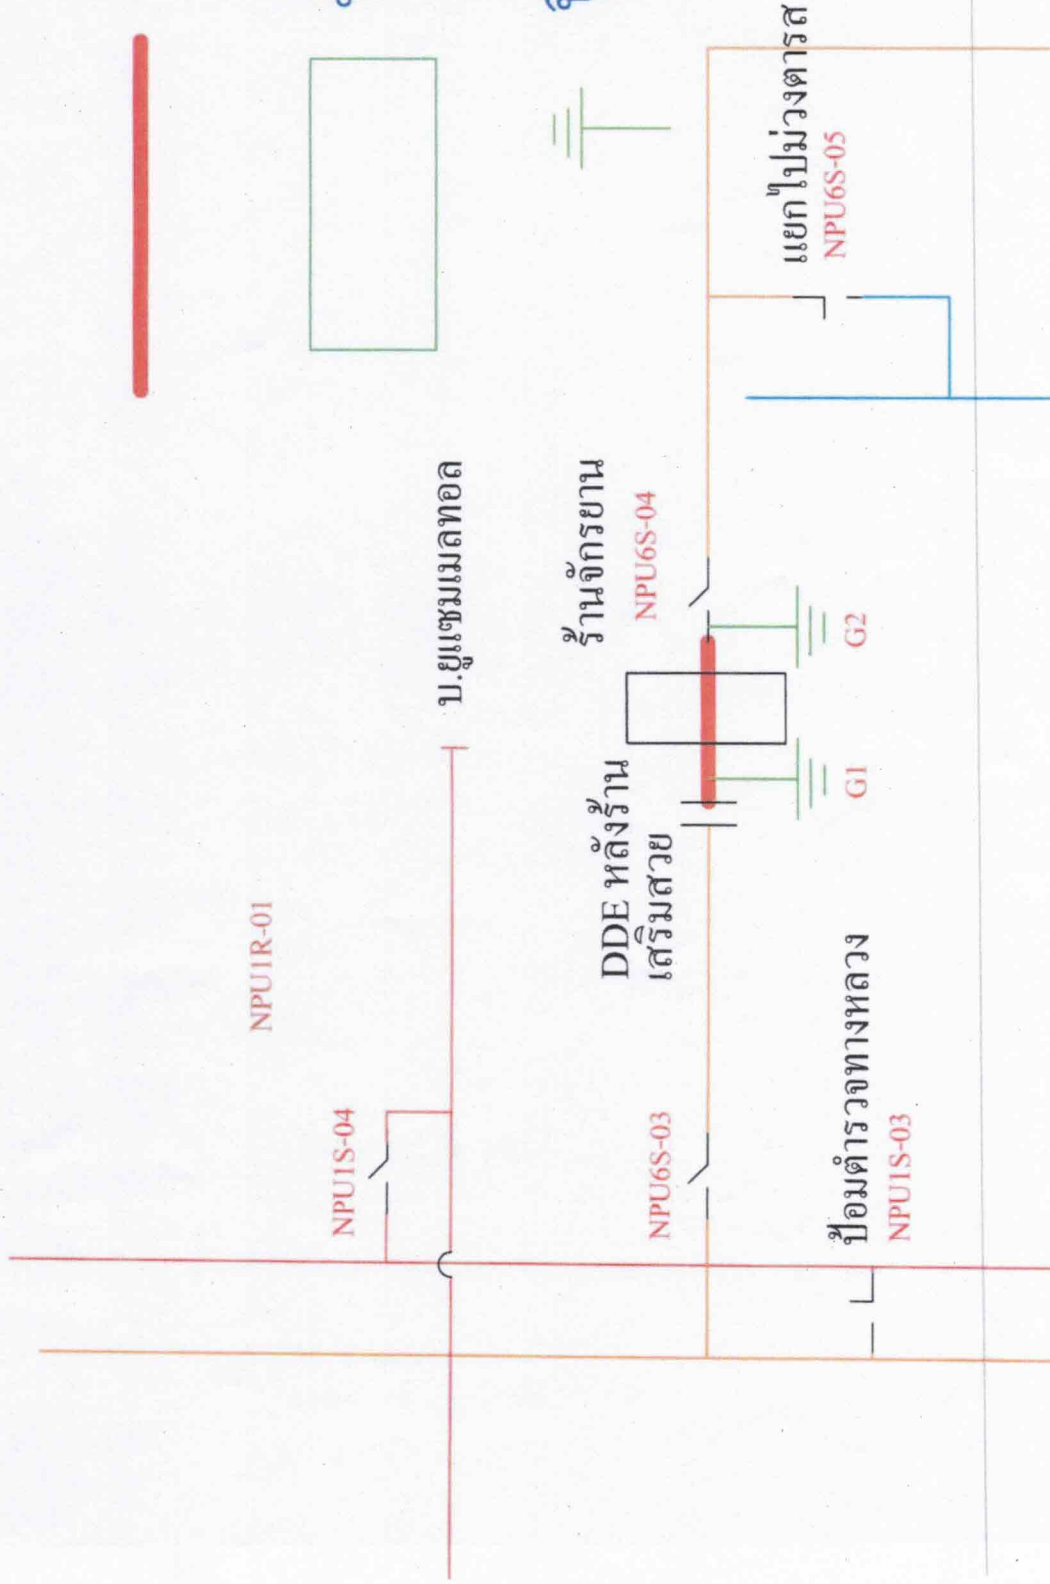 NPU1R-01
NPU1S-04
บ.ยูแซมเมลทอล
ร้านจักรยาน
NPU6S-04
DDE หลังร้าน
เสริมสวย
NPU6S-03
G1
G2
แยกไปม่วงตารส
NPU6S-05
ป้อมตำรวจทางหลวง
NPU1S-03